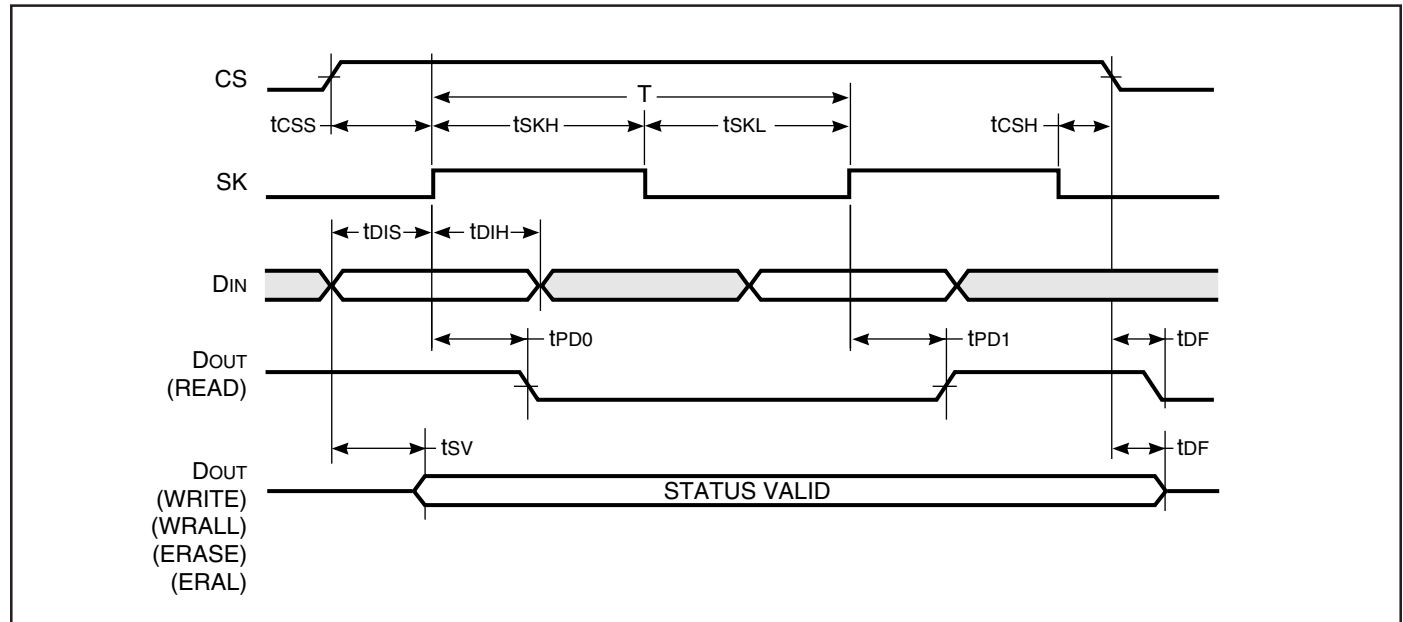 CS
T
tCSS
tSKH
tSKL
tCSH
SK
tDIS
tDIH
DIN
tPD0
tPD1
tDF
DOUT
(READ)
tSV
tDF
DOUT
(WRITE)
(WRALL)
(ERASE)
(ERAL)
STATUS VALID